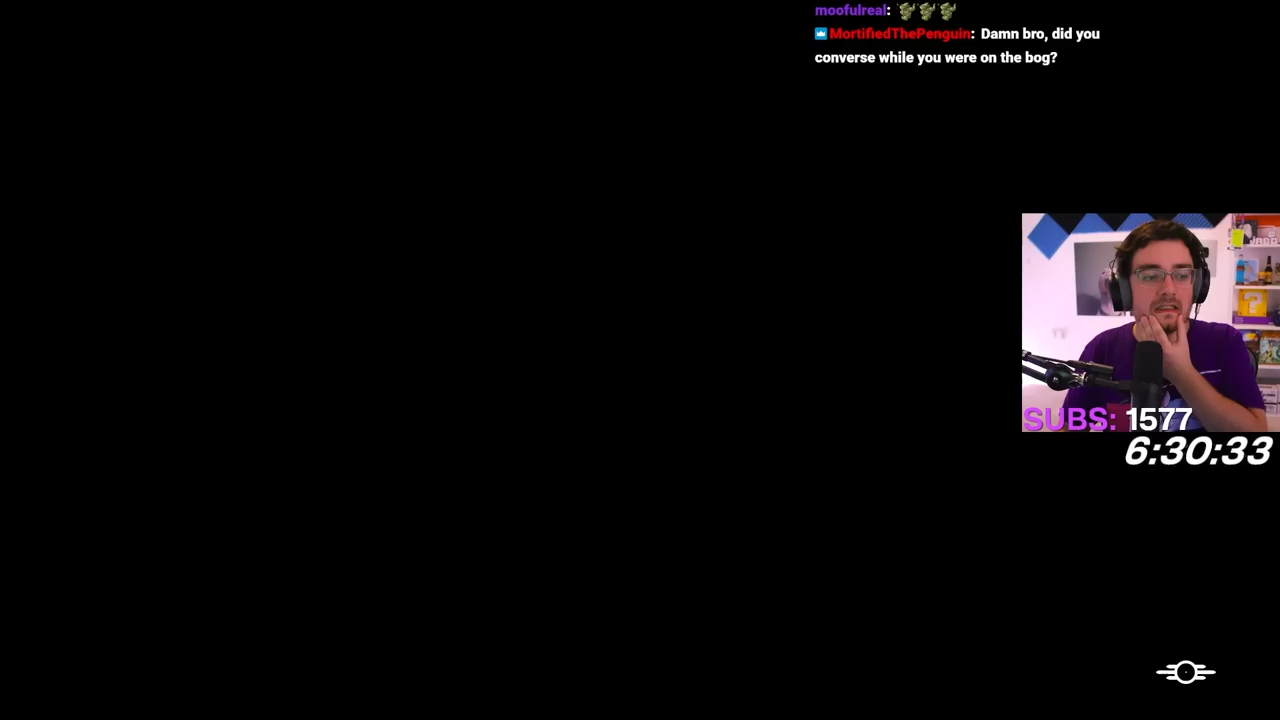 moofulreal:
MortifiedThePenguin: Damn bro, did you
converse while you were on the bog?
SUBS: 1577
6:30:33